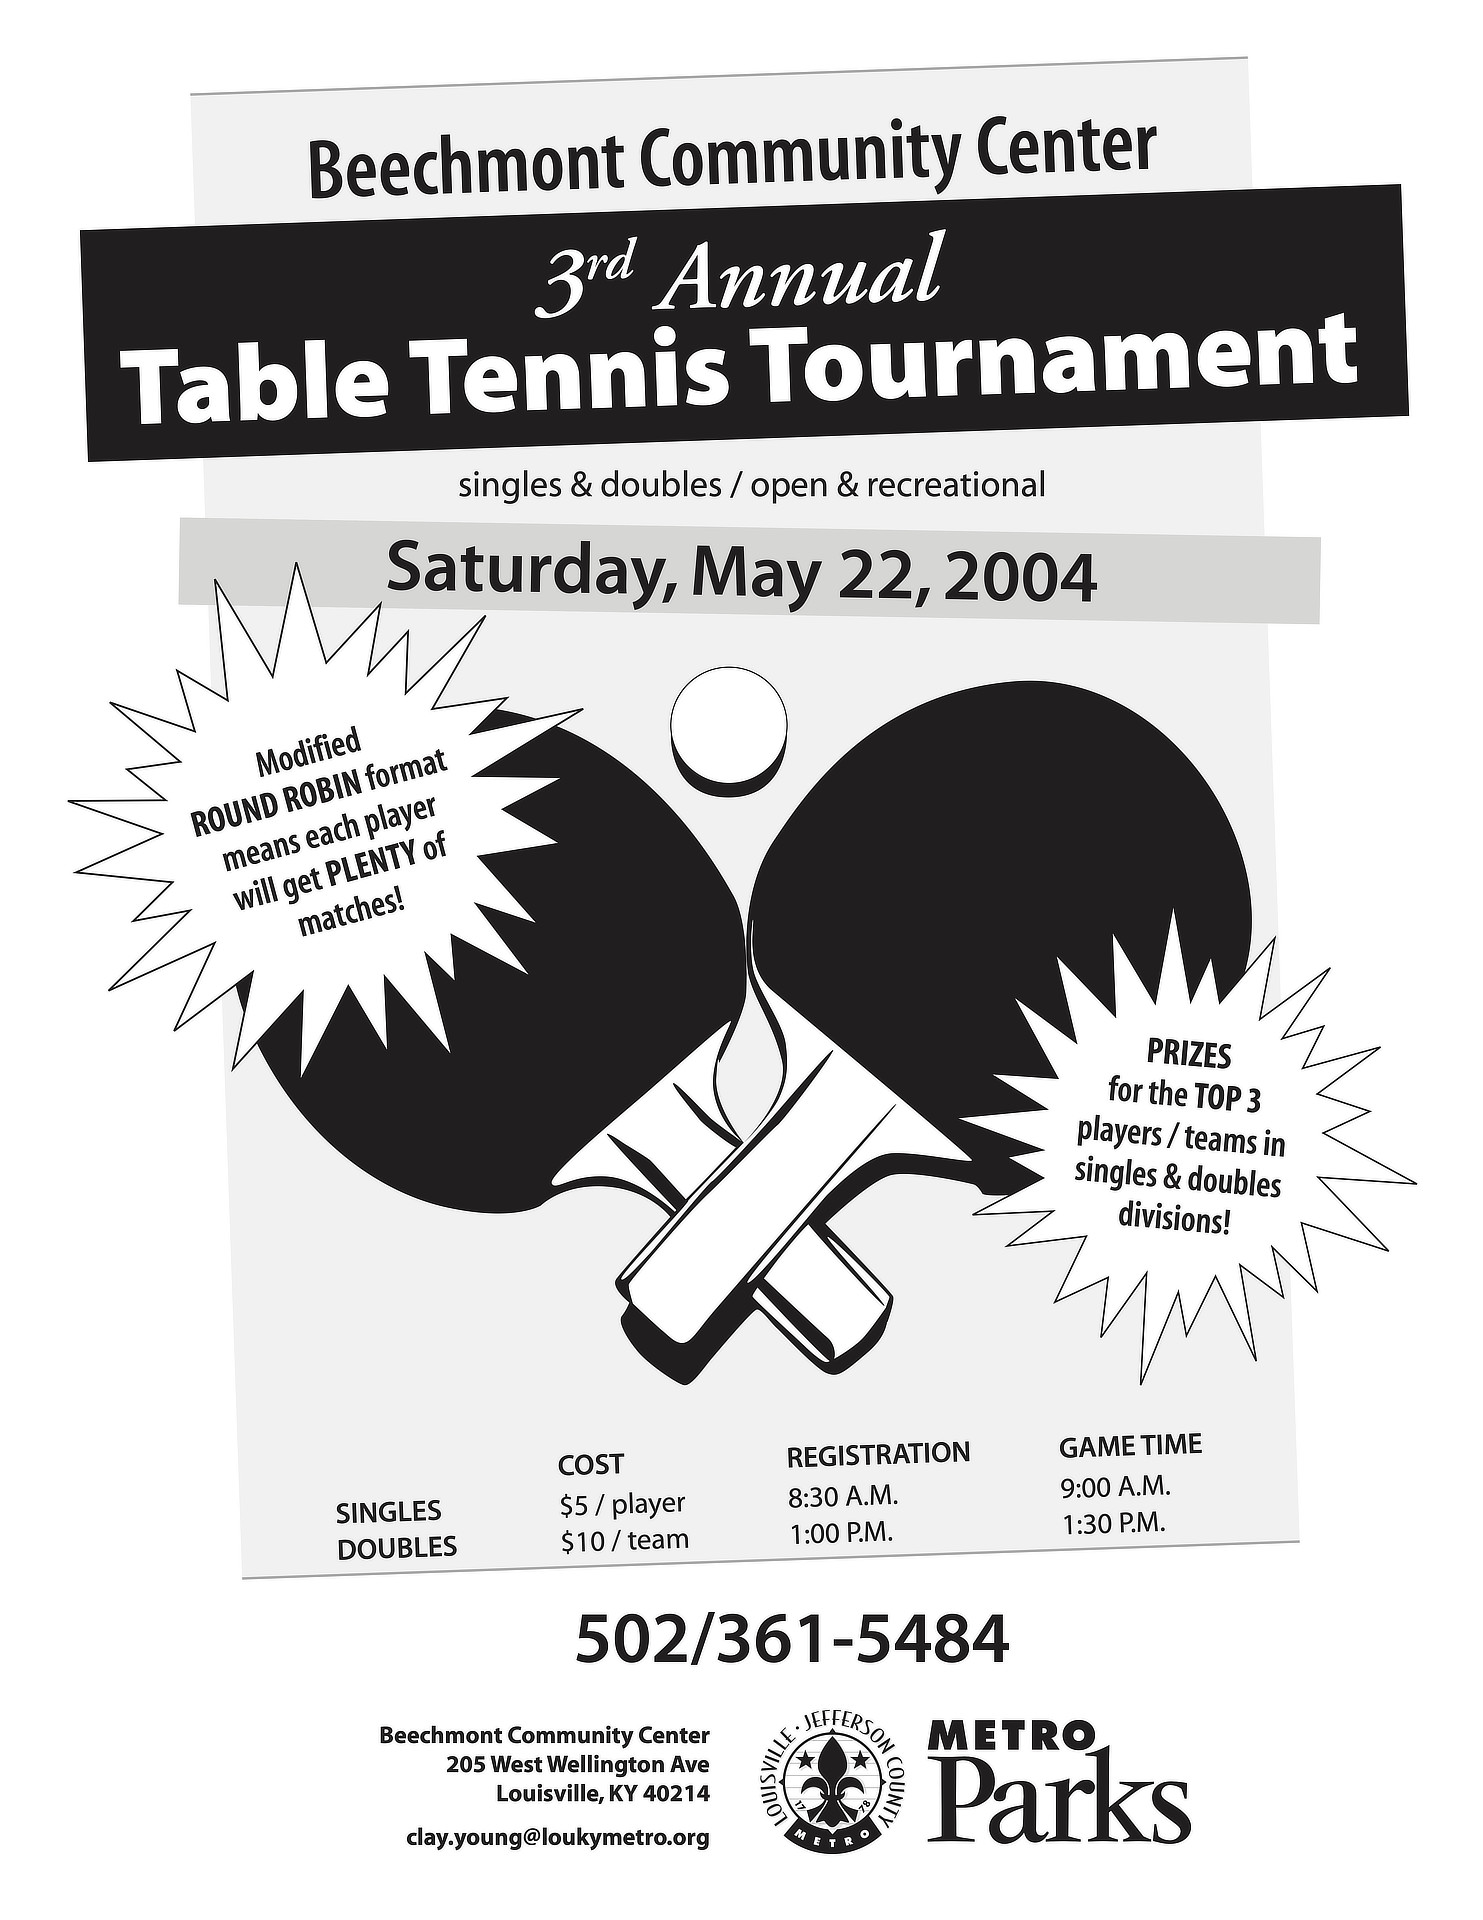 Beechmont Community Center
3rd Annual
Table Tennis Tournament
singles & doubles / open & recreational
Saturday, May 22, 2004
Modified
ROUND ROBIN format
means each player
will get PLENTY of
matches!
PRIZES
for the TOP 3
players / teams in
singles & doubles
divisions!
COST REGISTRATION GAME TIME
SINGLES $5 / player 8:30 A.M. 9:00 A.M.
DOUBLES $10 / team 1:00 P.M. 1:30 P.M.
502/361-5484
Beechmont Community Center
205 West Wellington Ave
Louisville, KY 40214
clay.young@loukymetro.org
LOUISVILLE · JEFFERSON COUNTY
17 78
METRO
METRO
Parks